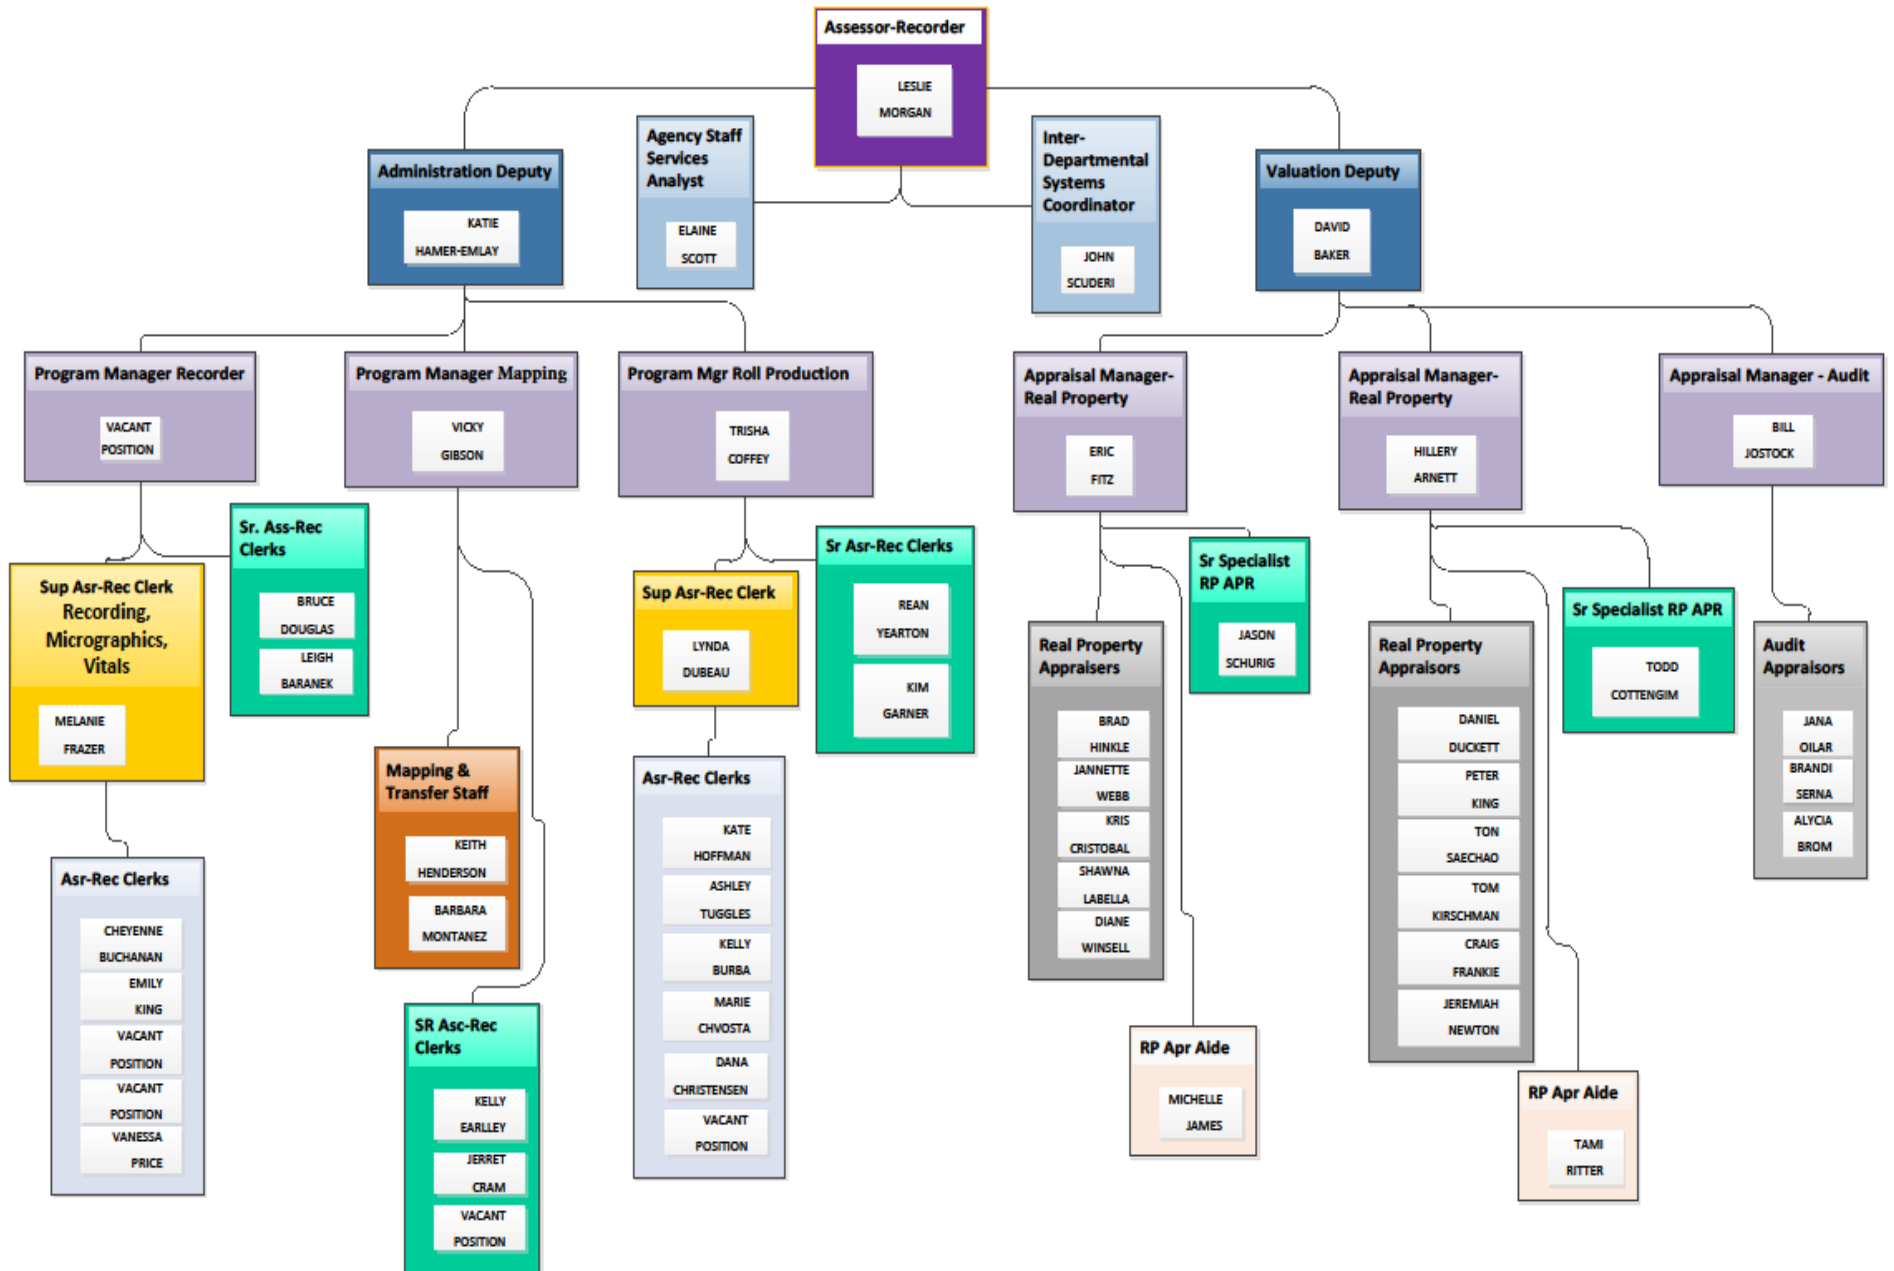 Assessor-Recorder
LESLIE
MORGAN
Administration Deputy
KATIE
HAMER-EMLAY
Agency Staff
Services
Analyst
ELAINE
SCOTT
Inter-
Departmental
Systems
Coordinator
JOHN
SCUDERI
Valuation Deputy
DAVID
BAKER
Program Manager Recorder
VACANT
POSITION
Program Manager Mapping
VICKY
GIBSON
Program Mgr Roll Production
TRISHA
COFFEY
Appraisal Manager-
Real Property
ERIC
FITZ
Appraisal Manager-
Real Property
HILLERY
ARNETT
Appraisal Manager - Audit
BILL
JOSTOCK
Sup Asr-Rec Clerk
Recording,
Micrographics,
Vitals
MELANIE
FRAZER
Sr. Ass-Rec
Clerks
BRUCE
DOUGLAS
LEIGH
BARANEK
Asr-Rec Clerks
CHEYENNE
BUCHANAN
EMILY
KING
VACANT
POSITION
VACANT
POSITION
VANESSA
PRICE
Mapping &
Transfer Staff
KEITH
HENDERSON
BARBARA
MONTANEZ
SR Asc-Rec
Clerks
KELLY
EARLLEY
JERRET
CRAM
VACANT
POSITION
Sup Asr-Rec Clerk
LYNDA
DUBEAU
Sr Asr-Rec Clerks
REAN
YEARTON
KIM
GARNER
Asr-Rec Clerks
KATE
HOFFMAN
ASHLEY
TUGGLES
KELLY
BURBA
MARIE
CHVOSTA
DANA
CHRISTENSEN
VACANT
POSITION
Real Property
Appraisers
BRAD
HINKLE
JANNETTE
WEBB
KRIS
CRISTOBAL
SHAWNA
LABELLA
DIANE
WINSELL
Sr Specialist
RP APR
JASON
SCHURIG
RP Apr Aide
MICHELLE
JAMES
Real Property
Appraisors
DANIEL
DUCKETT
PETER
KING
TON
SAECHAO
TOM
KIRSCHMAN
CRAIG
FRANKIE
JEREMIAH
NEWTON
Sr Specialist RP APR
TODD
COTTENGIM
RP Apr Aide
TAMI
RITTER
Audit
Appraisors
JANA
OILAR
BRANDI
SERNA
ALYCIA
BROM